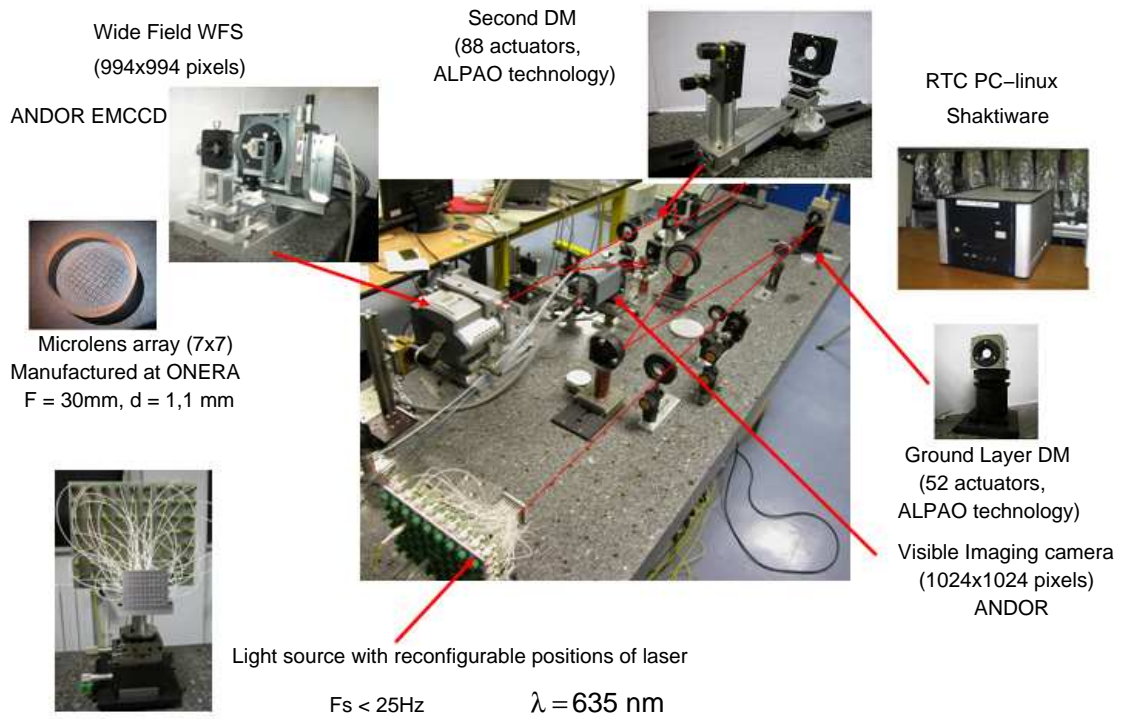 Wide Field WFS
(994x994 pixels)
ANDOR EMCCD
Second DM
(88 actuators,
ALPAO technology)
RTC PC−linux
Shaktiware
Microlens array (7x7)
Manufactured at ONERA
F = 30mm, d = 1,1 mm
Ground Layer DM
(52 actuators,
ALPAO technology)
Visible Imaging camera
(1024x1024 pixels)
ANDOR
Light source with reconfigurable positions of laser
Fs < 25Hz λ = 635 nm